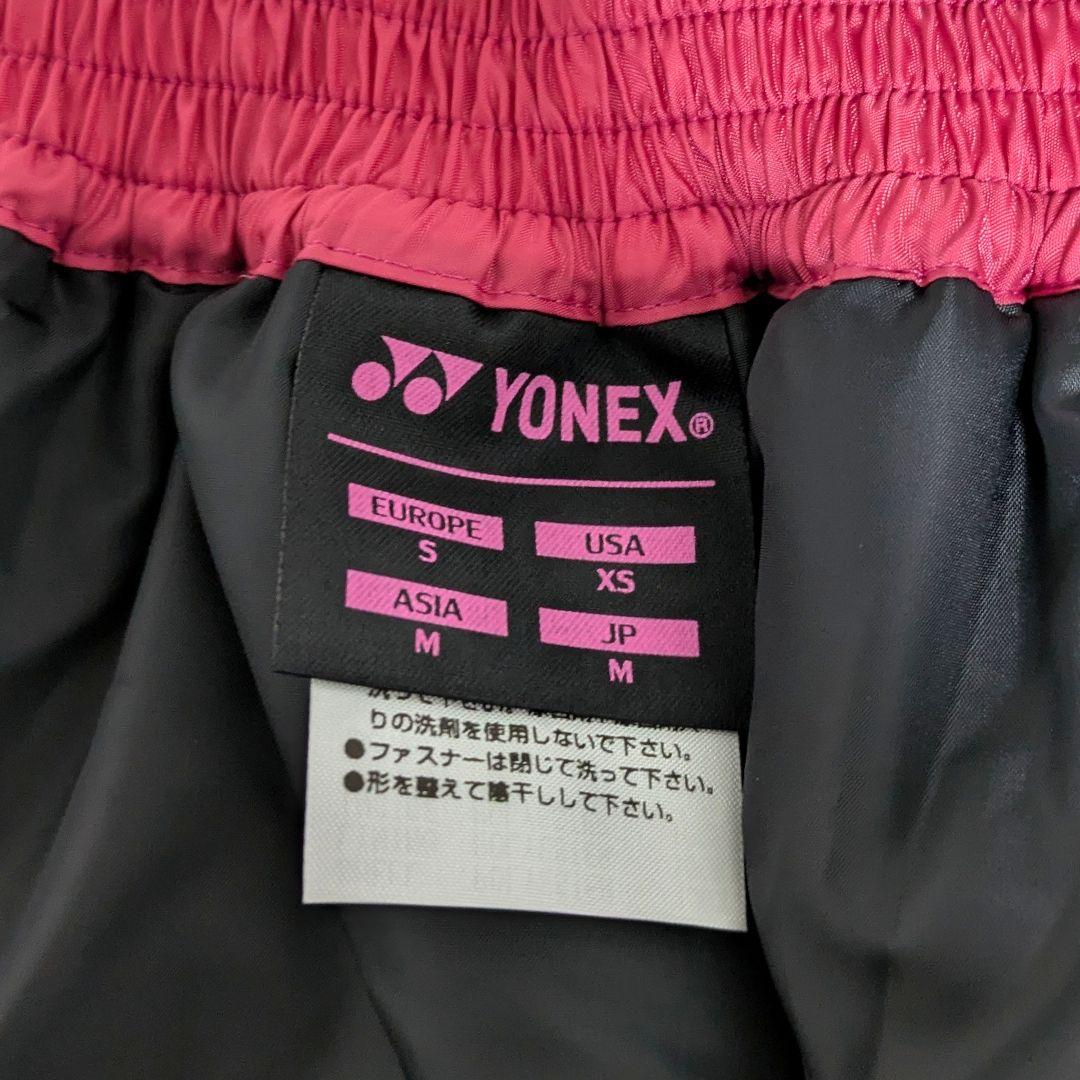 YONEX®
EUROPE
S
USA
XS
ASIA
M
JP
M
りの洗剤を使用しないで下さい。
●ファスナーは閉じて洗って下さい。
●形を整えて陰干しして下さい。